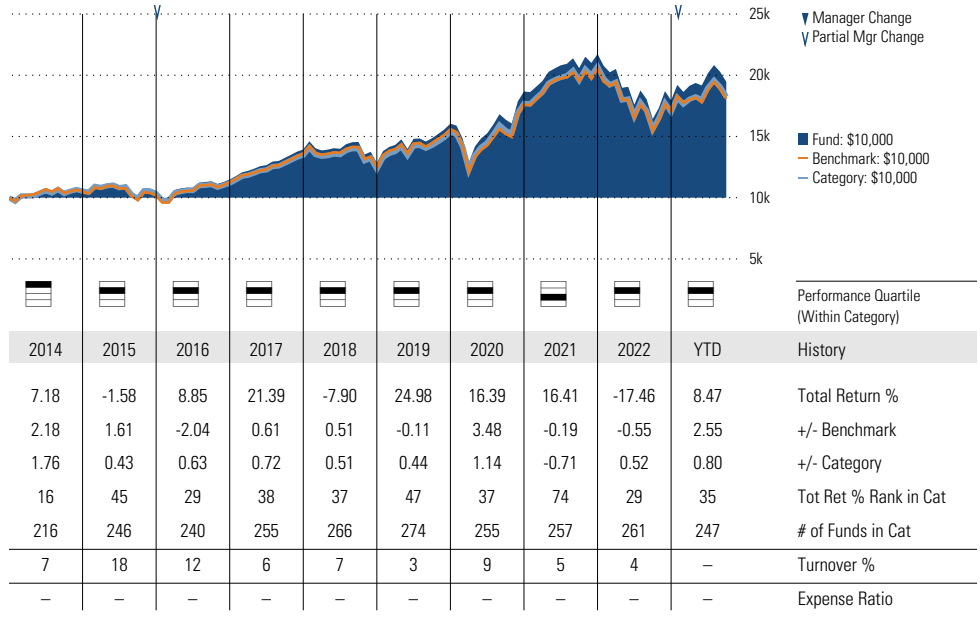 25k
▼ Manager Change
∨ Partial Mgr Change
20k
15k
Fund: $10,000
Benchmark: $10,000
Category: $10,000
10k
5k
Performance Quartile
(Within Category)
2014 2015 2016 2017 2018 2019 2020 2021 2022 YTD History
7.18 -1.58 8.85 21.39 -7.90 24.98 16.39 16.41 -17.46 8.47 Total Return %
2.18 1.61 -2.04 0.61 0.51 -0.11 3.48 -0.19 -0.55 2.55 +/- Benchmark
1.76 0.43 0.63 0.72 0.51 0.44 1.14 -0.71 0.52 0.80 +/- Category
16 45 29 38 37 47 37 74 29 35 Tot Ret % Rank in Cat
216 246 240 255 266 274 255 257 261 247 # of Funds in Cat
7 18 12 6 7 3 9 5 4 – Turnover %
– – – – – – – – – – Expense Ratio